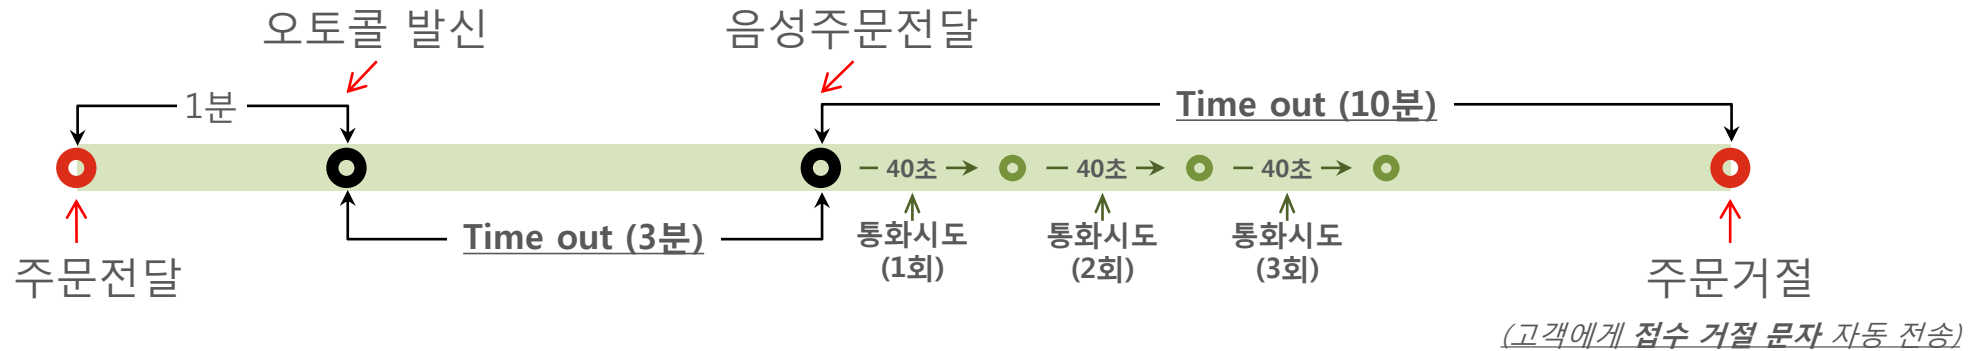 오토콜 발신
음성주문전달
1분
Time out (10분)
40초
40초
40초
Time out (3분)
통화시도
(1회)
통화시도
(2회)
통화시도
(3회)
주문전달
주문거절
(고객에게 접수 거절 문자 자동 전송)